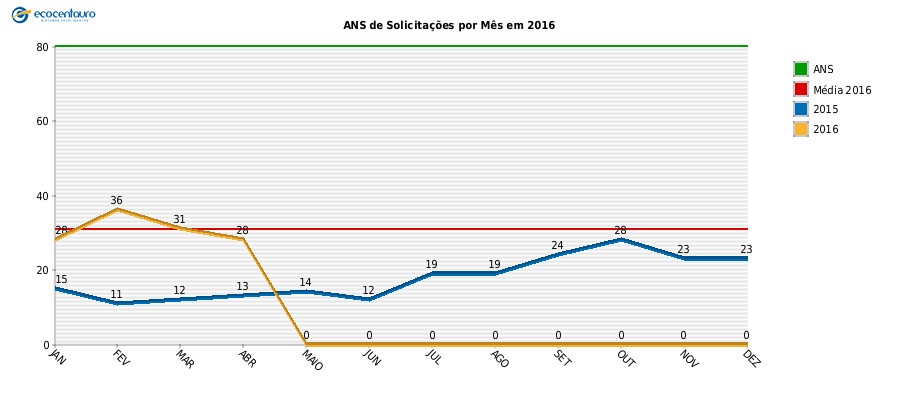 ecocentauro
ANS de Solicitações por Mês em 2016
80
60
40
20
0
28
36
31
28
0
0
0
0
0
0
0
0
15
11
12
13
14
12
19
19
24
28
23
23
JAN
FEV
MAR
ABR
MAIO
JUN
JUL
AGO
SET
OUT
NOV
DEZ
ANS
Média 2016
2015
2016